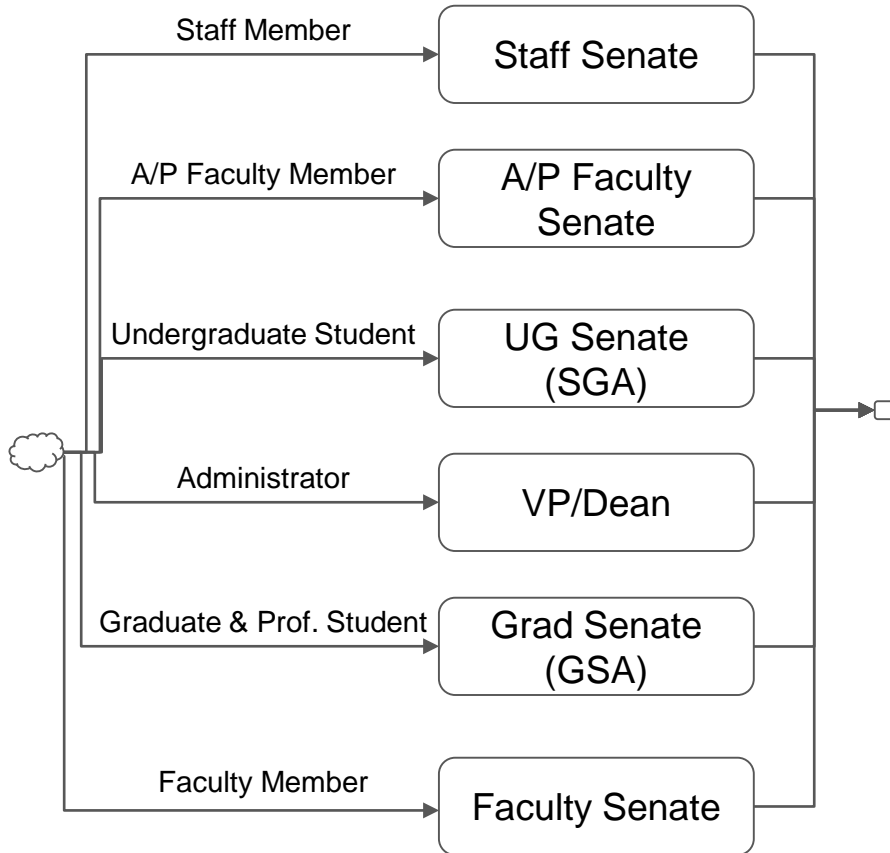 Staff Member
Staff Senate
A/P Faculty Member
A/P Faculty
Senate
Undergraduate Student
UG Senate
(SGA)
Administrator
VP/Dean
Graduate & Prof. Student
Grad Senate
(GSA)
Faculty Member
Faculty Senate